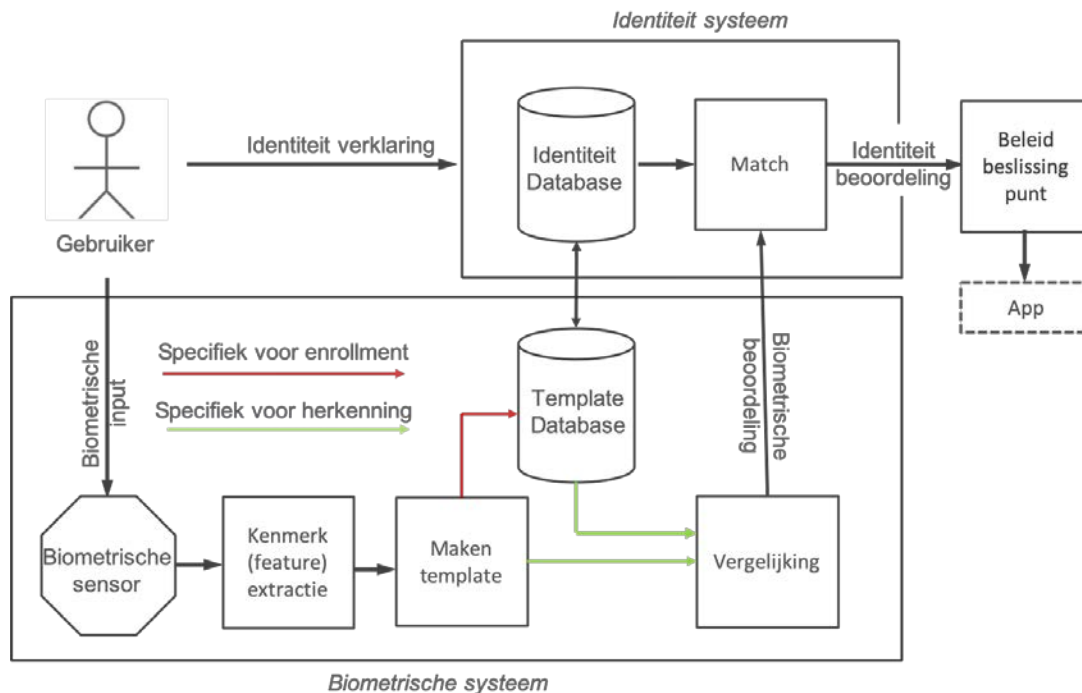 Identiteit systeem
Identiteit verklaring
Identiteit
Database
Match
Identiteit
beoordeling
Beleid
beslissing
punt
Gebruiker
App
Biometrische
input
Specifiek voor enrollment
Specifiek voor herkenning
Template
Database
Biometrische
beoordeling
Biometrische
sensor
Kenmerk
(feature)
extractie
Maken
template
Vergelijking
Biometrische systeem